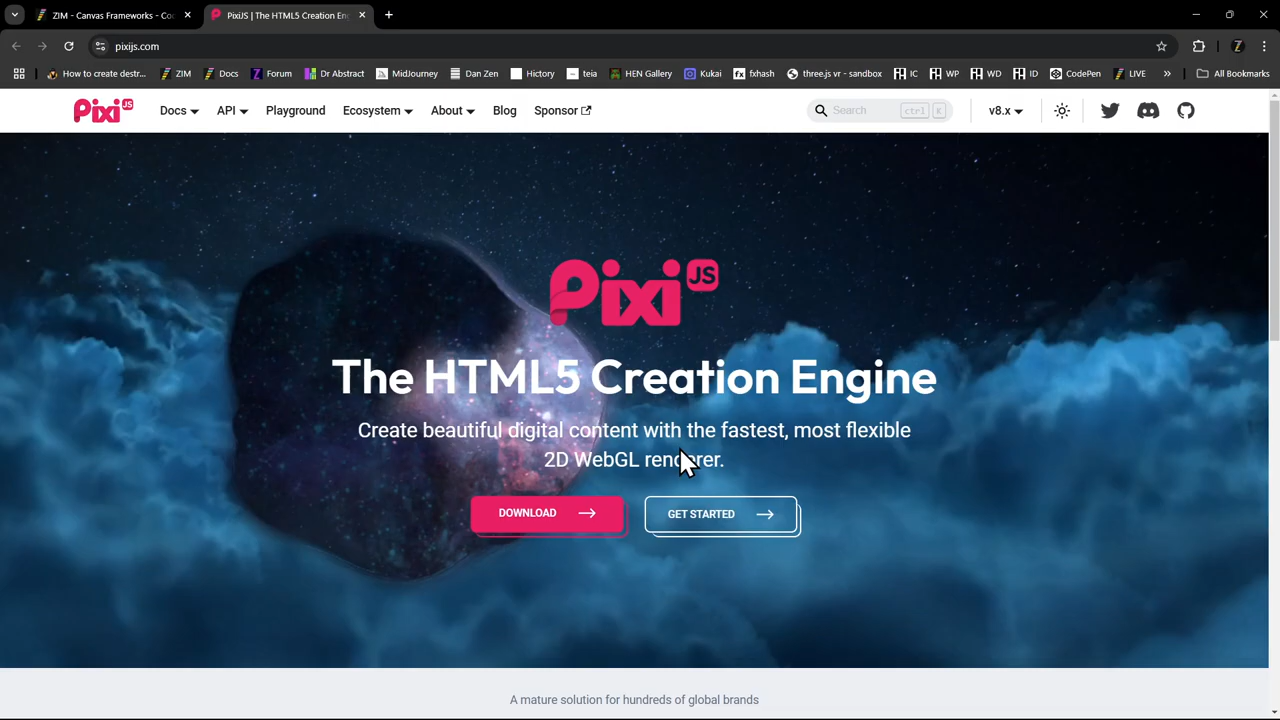 ZIM - Canvas Frameworks - Coc
PixiJS | The HTML5 Creation En
pixijs.com
How to create destr...
ZIM
Docs
Forum
Dr Abstract
MidJourney
Dan Zen
Hictory
teia
HEN Gallery
Kukai
fxhash
three.js vr - sandbox
IC
WP
WD
ID
CodePen
LIVE
»
All Bookmarks
Pixi JS
Docs
API
Playground
Ecosystem
About
Blog
Sponsor
Search
ctrl K
v8.x
Pixi JS
The HTML5 Creation Engine
Create beautiful digital content with the fastest, most flexible
2D WebGL renderer.
DOWNLOAD
GET STARTED
A mature solution for hundreds of global brands